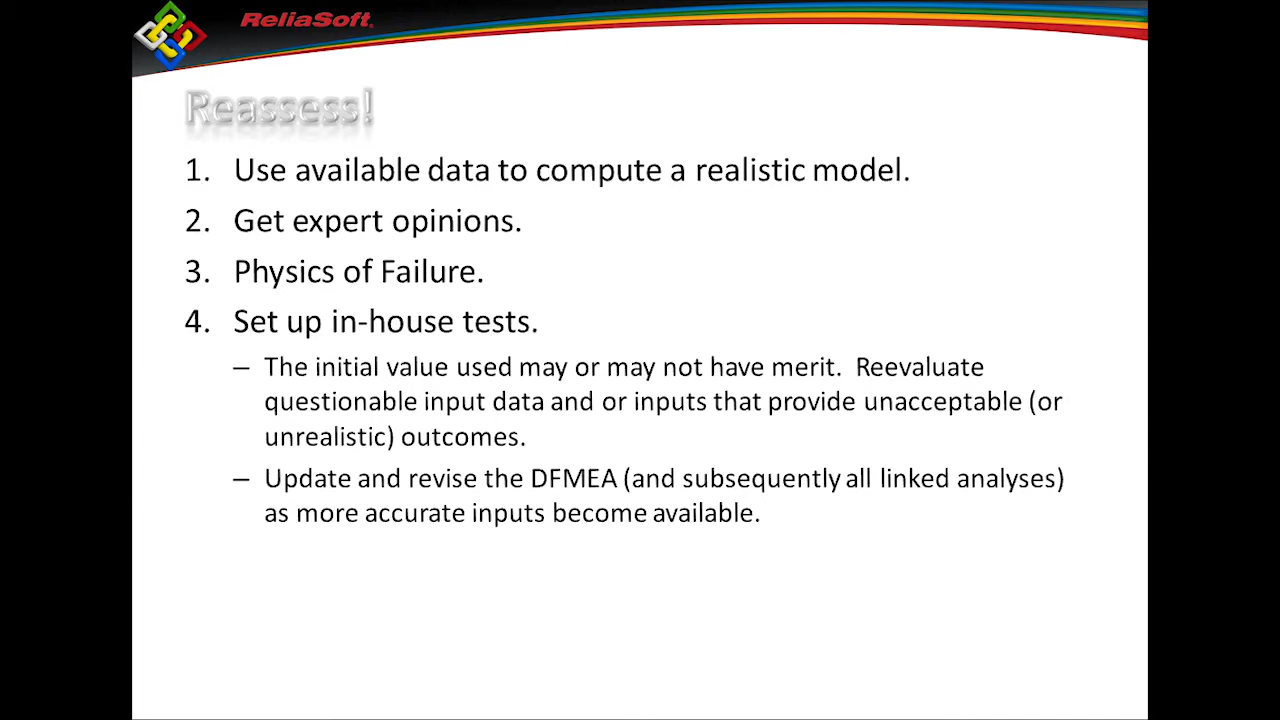 ReliaSoft
Reassess!
1. Use available data to compute a realistic model.
2. Get expert opinions.
3. Physics of Failure.
4. Set up in-house tests.
– The initial value used may or may not have merit.  Reevaluate
questionable input data and or inputs that provide unacceptable (or
unrealistic) outcomes.
– Update and revise the DFMEA (and subsequently all linked analyses)
as more accurate inputs become available.